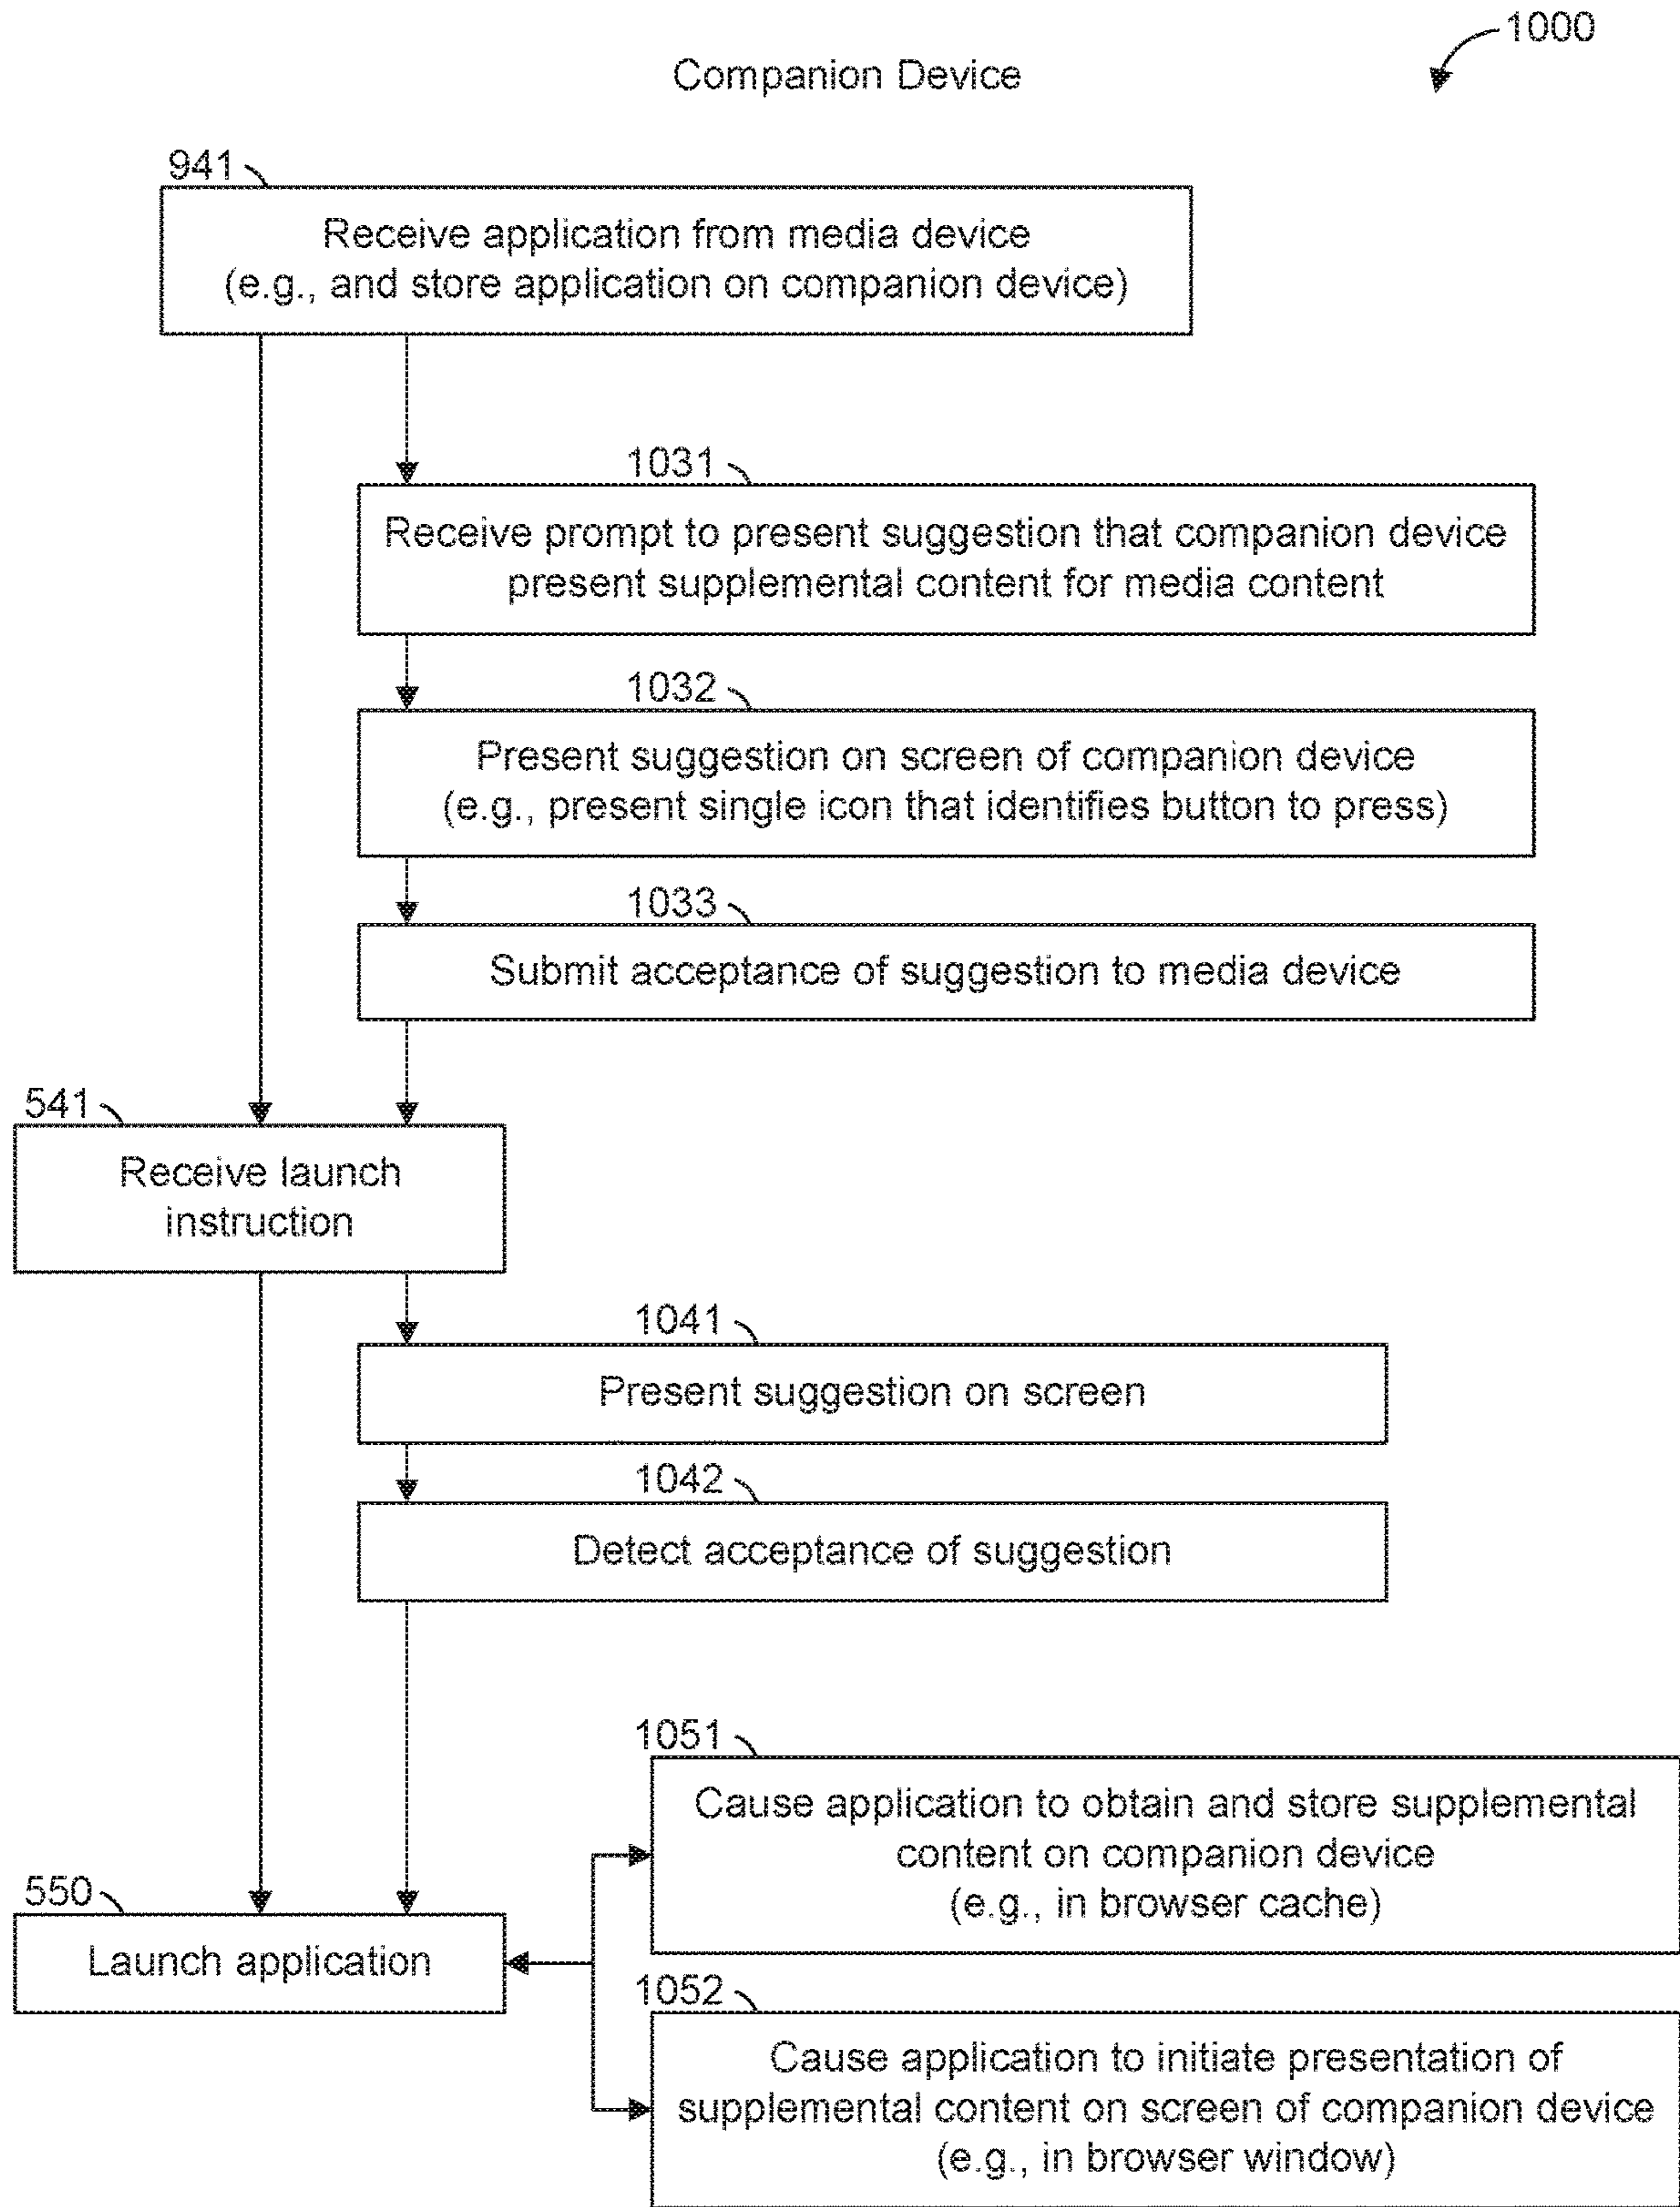 1000
Companion Device
941
Receive application from media device
(e.g., and store application on companion device)
1031
Receive prompt to present suggestion that companion device
present supplemental content for media content
1032
Present suggestion on screen of companion device
(e.g., present single icon that identifies button to press)
1033
Submit acceptance of suggestion to media device
541
Receive launch
instruction
1041
Present suggestion on screen
1042
Detect acceptance of suggestion
1051
Cause application to obtain and store supplemental
content on companion device
(e.g., in browser cache)
550
Launch application
1052
Cause application to initiate presentation of
supplemental content on screen of companion device
(e.g., in browser window)